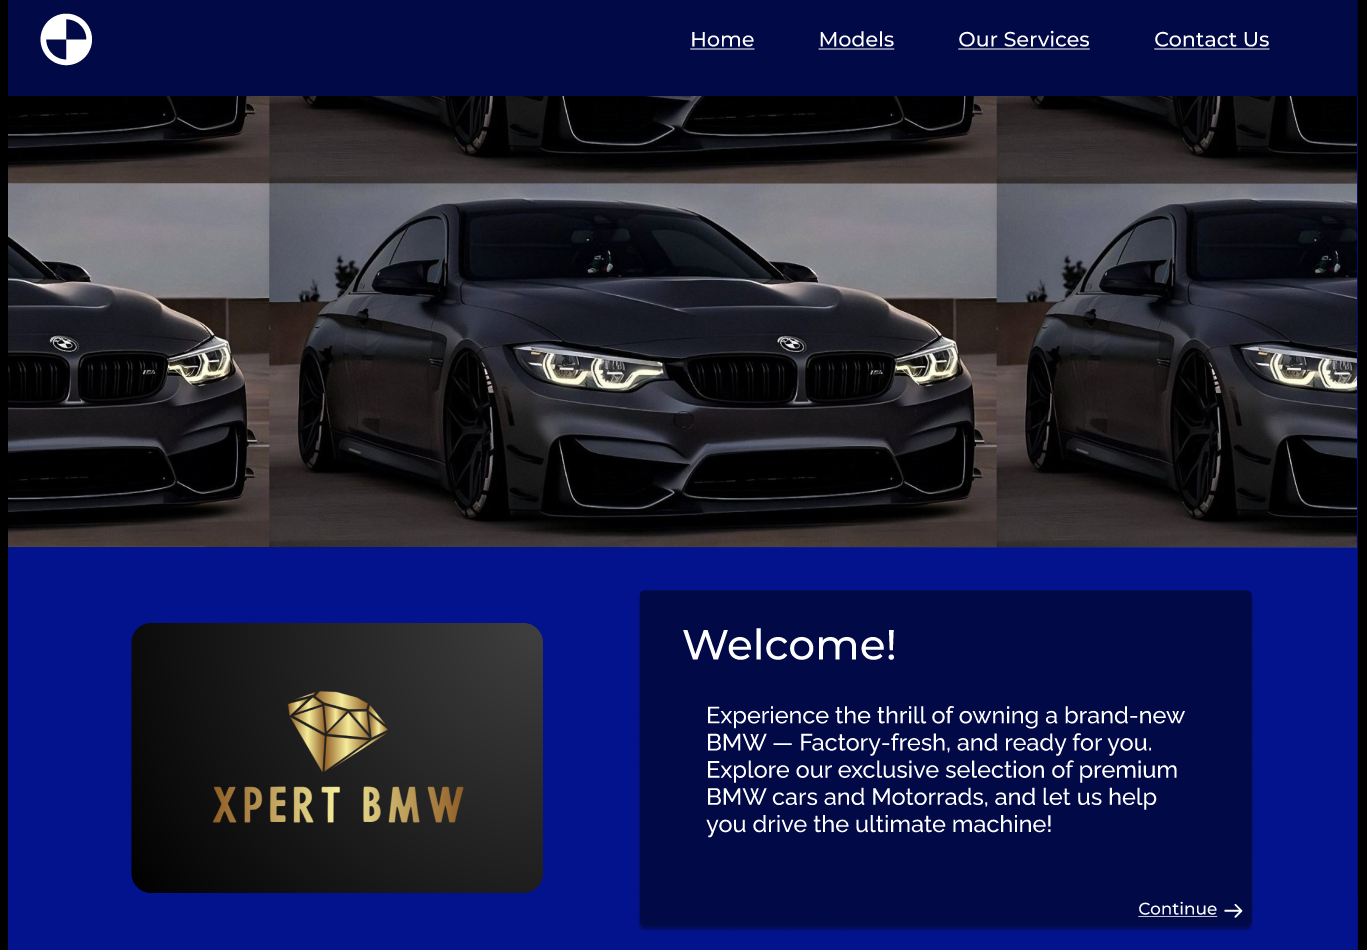 Home Models Our Services Contact Us
Welcome!
Experience the thrill of owning a brand-new
BMW — Factory-fresh, and ready for you.
Explore our exclusive selection of premium
BMW cars and Motorrads, and let us help
you drive the ultimate machine!
XPERT BMW
Continue